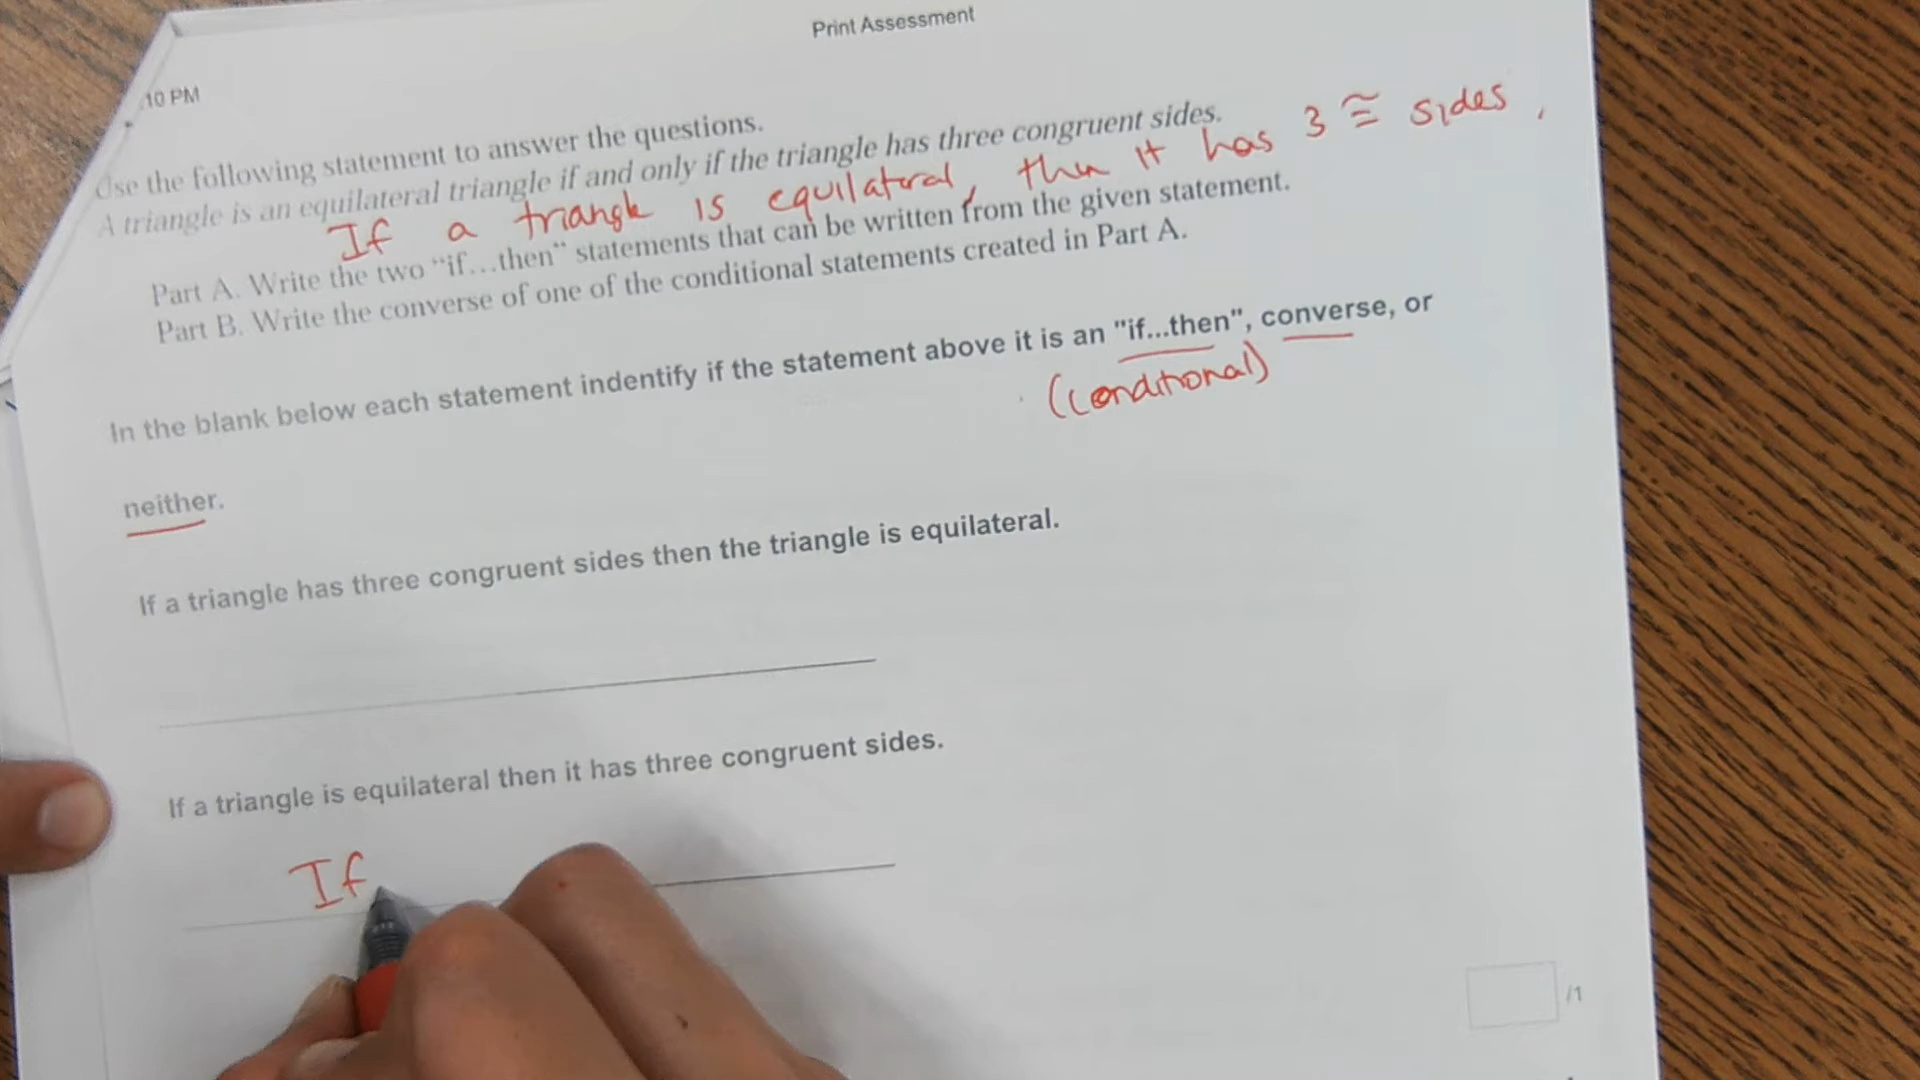 Print Assessment
10 PM
Use the following statement to answer the questions.
A triangle is an equilateral triangle if and only if the triangle has three congruent sides.
If a triangle is equilateral, then it has 3 ≅ sides.
Part A. Write the two “if…then” statements that can be written from the given statement.
Part B. Write the converse of one of the conditional statements created in Part A.
In the blank below each statement indentify if the statement above it is an "if...then", converse, or
(conditional)
neither.
If a triangle has three congruent sides then the triangle is equilateral.
If a triangle is equilateral then it has three congruent sides.
If
/1